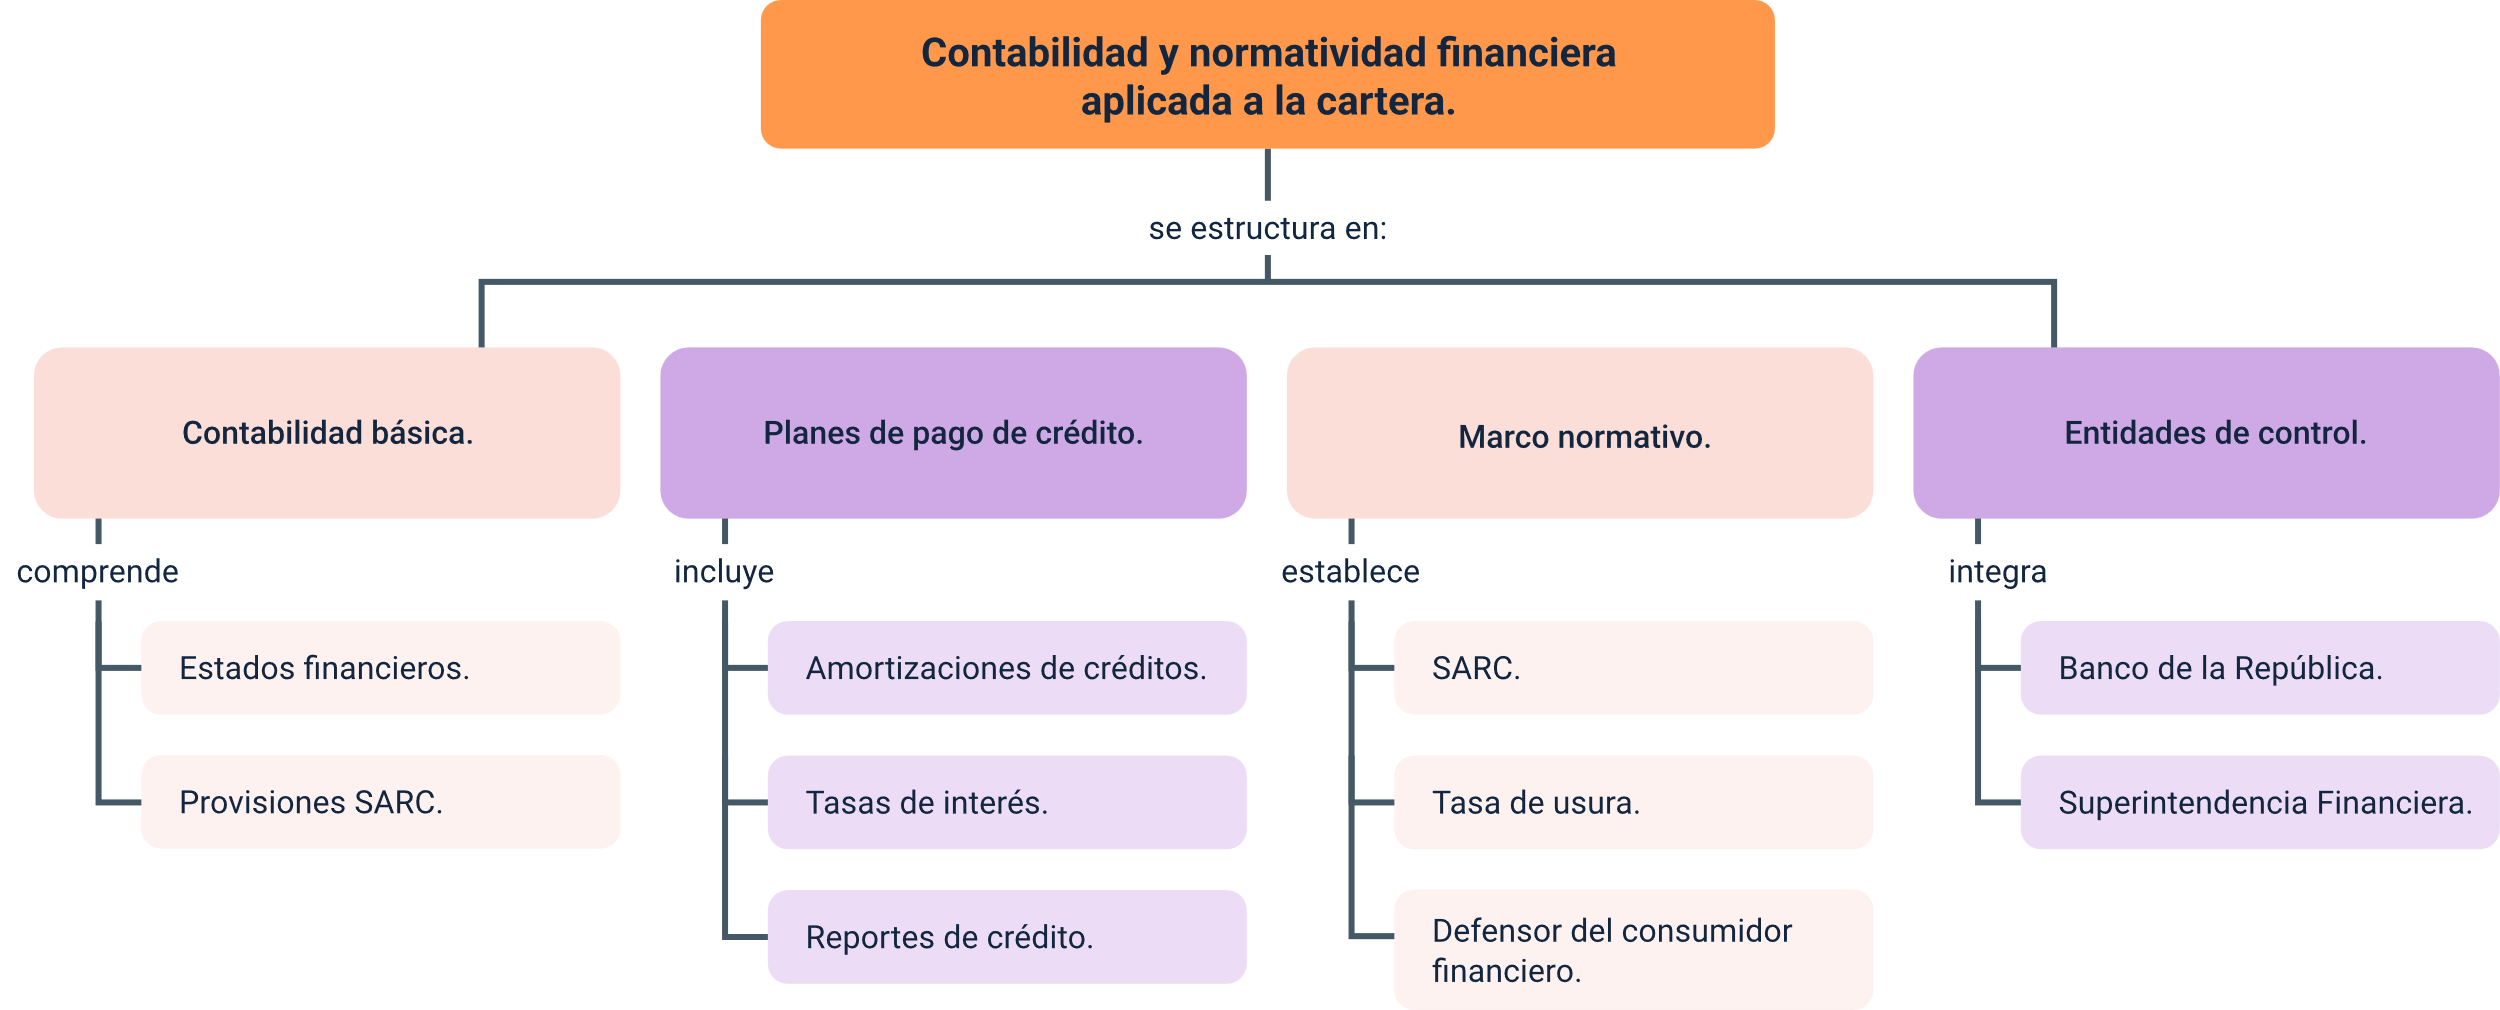 Contabilidad y normatividad financiera
aplicada a la cartera.
se estructura en:
Contabilidad básica.
comprende
Estados financieros.
Provisiones SARC.
Planes de pago de crédito.
incluye
Amortizaciones de créditos.
Tasas de interés.
Reportes de crédito.
Marco normativo.
establece
SARC.
Tasa de usura.
Defensor del consumidor
financiero.
Entidades de control.
integra
Banco de la República.
Superintendencia Financiera.